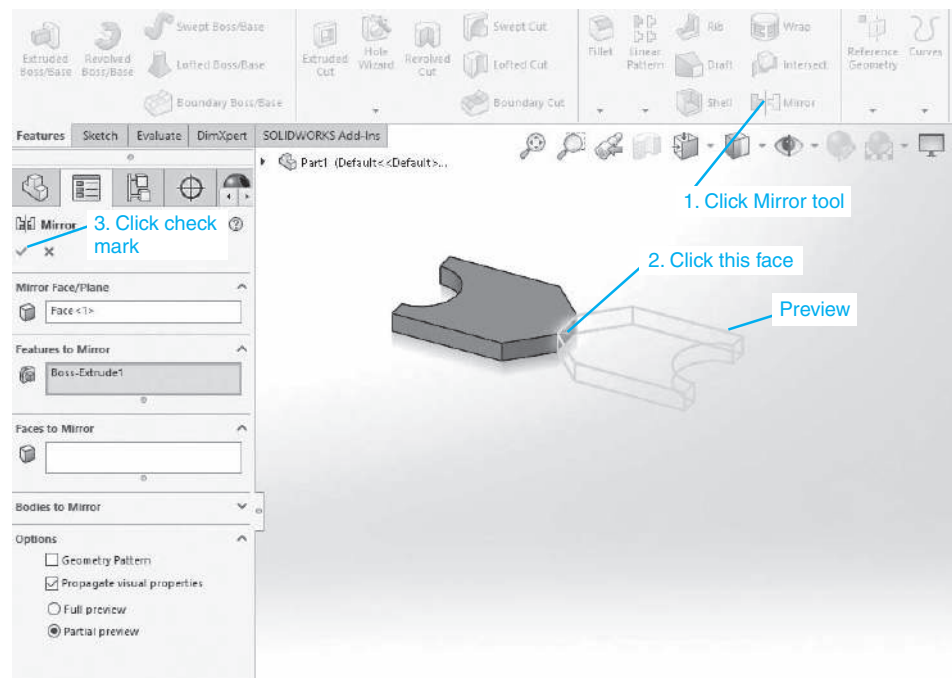 Swept Boss/Base
Swept Cut
Rib
Wrap
Extruded Boss/Base
Revolved Boss/Base
Lofted Boss/Base
Extruded Cut
Hole Wizard
Revolved Cut
Lofted Cut
Fillet
Linear Pattern
Draft
Intersect
Reference Geometry
Curves
Boundary Boss/Base
Boundary Cut
Shell
Mirror
Features
Sketch
Evaluate
DimXpert
SOLIDWORKS Add-Ins
Part1 (Default<<Default>...
1. Click Mirror tool
Mirror
3. Click check
mark
2. Click this face
Preview
Mirror Face/Plane
Face<1>
Features to Mirror
Boss-Extrude1
Faces to Mirror
Bodies to Mirror
Options
Geometry Pattern
Propagate visual properties
Full preview
Partial preview